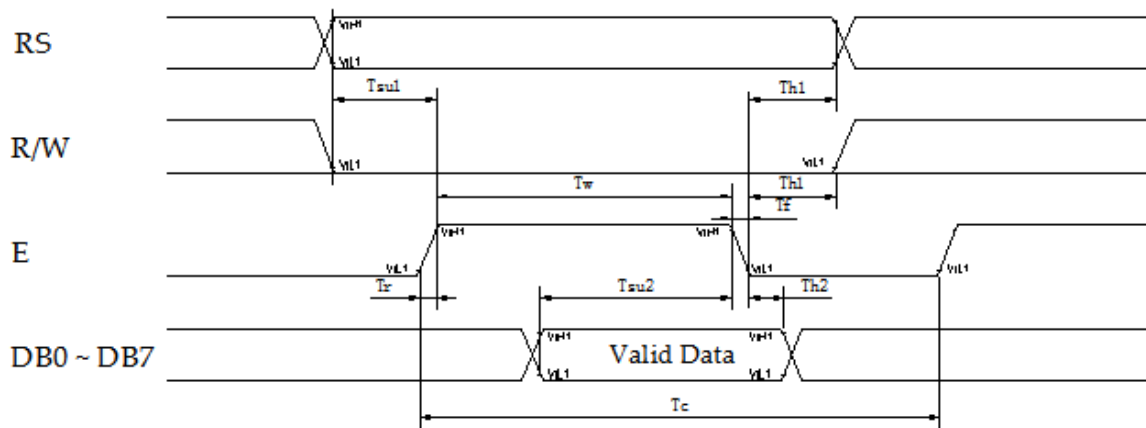 RS
VIH1
VIL1
Tsu1
Th1
R/W
VIL1
VIL1
Tw
Th1
Tf
E
VIH1
VIH1
VIL1
VIL1
VIL1
Tr
Tsu2
Th2
DB0 ~ DB7
VIH1
VIH1
Valid Data
VIL1
VIL1
Tc